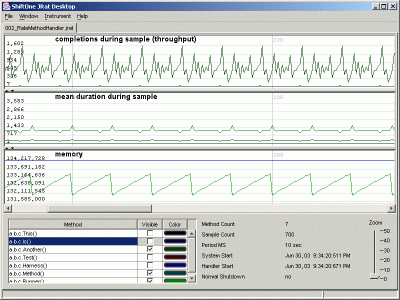 ShiftOne JRat Desktop
File Window Instrument Help
002_RateMethodHandler.jrat
completions during sample (throughput)
1,602
1,285
954
636
318
200
mean duration during sample
3,583
2,866
2,150
1,433
717
200
memory
134,217,728
133,691,182
133,164,636
132,638,091
132,111,545
131,585,000
200
Method Visible Color
a.b.c.This()
a.b.c.Is()
a.b.c.Another()
a.b.c.Test()
a.b.c.Harness()
a.b.c.Method()
a.b.c.Runner()
Method Count 7
Sample Count 700
Period MS 10 sec
System Start Jun 30, 03 9:34:20:511 PM
Handler Start Jun 30, 03 9:34:20:571 PM
Normal Shutdown no
Zoom
50
40
30
20
10
0